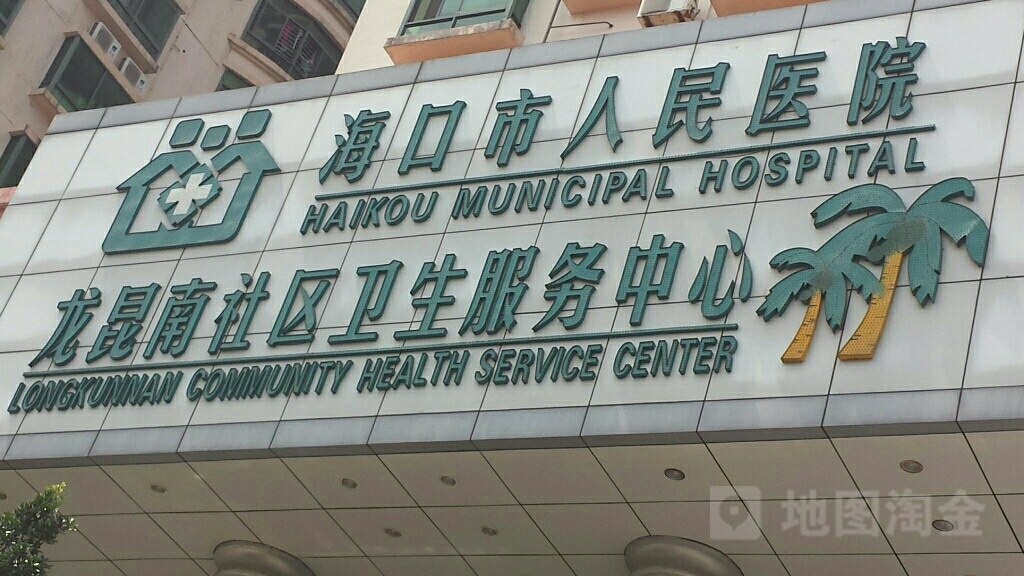 海口市人民医院
HAIKOU MUNICIPAL HOSPITAL
龙昆南社区卫生服务中心
LONGKUNNAN COMMUNITY HEALTH SERVICE CENTER
地图淘金